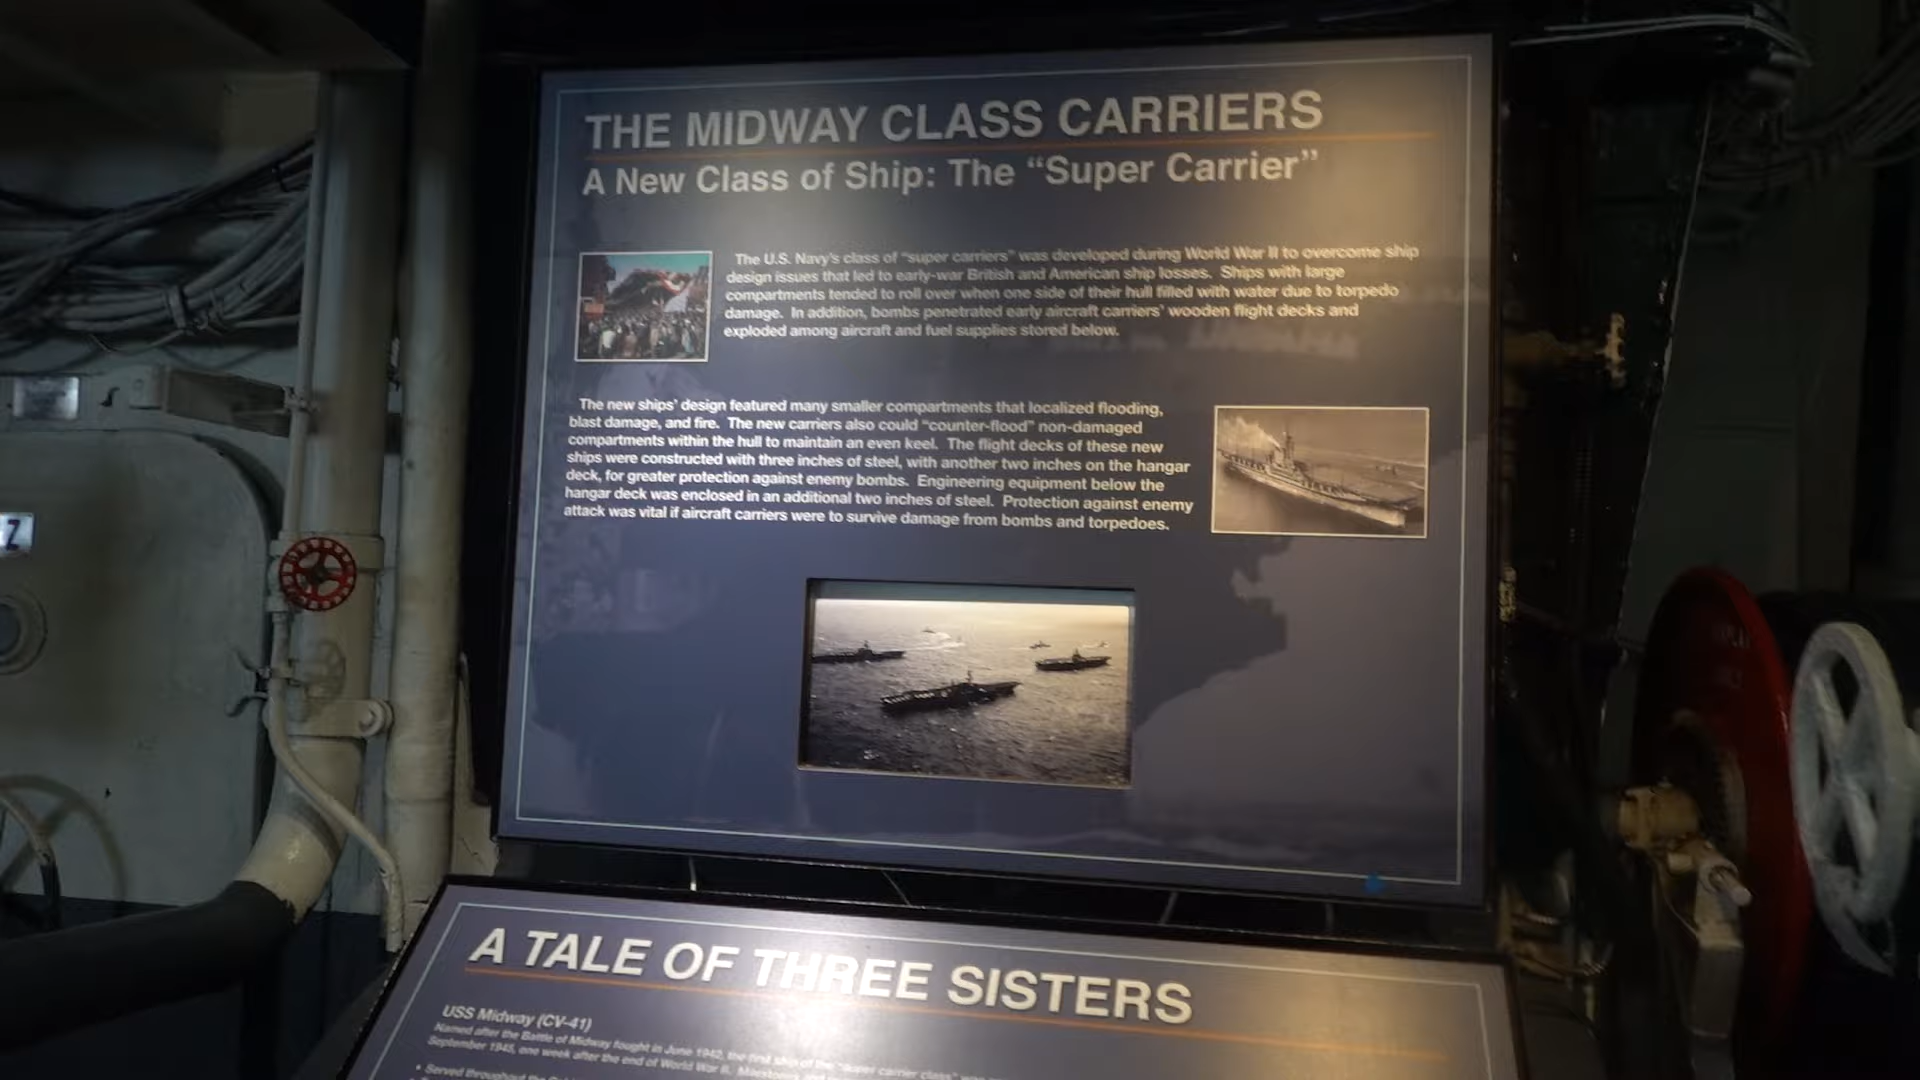 THE MIDWAY CLASS CARRIERS
A New Class of Ship: The “Super Carrier”
The U.S. Navy's class of “super carriers” was developed during World War II to overcome ship
design issues that led to early-war British and American ship losses. Ships with large
compartments tended to roll over when one side of their hull filled with water due to torpedo
damage. In addition, bombs penetrated early aircraft carriers' wooden flight decks and
exploded among aircraft and fuel supplies stored below.
The new ships' design featured many smaller compartments that localized flooding,
blast damage, and fire. The new carriers also could “counter-flood” non-damaged
compartments within the hull to maintain an even keel. The flight decks of these new
ships were constructed with three inches of steel, with another two inches on the hangar
deck, for greater protection against enemy bombs. Engineering equipment below the
hangar deck was enclosed in an additional two inches of steel. Protection against enemy
attack was vital if aircraft carriers were to survive damage from bombs and torpedoes.
Z
A TALE OF THREE SISTERS
USS Midway (CV-41)
Named after the Battle of Midway fought in June 1942, the first ship of the “super carrier class” was
September 1945, one week after the end of World War II.
• Served throughout the